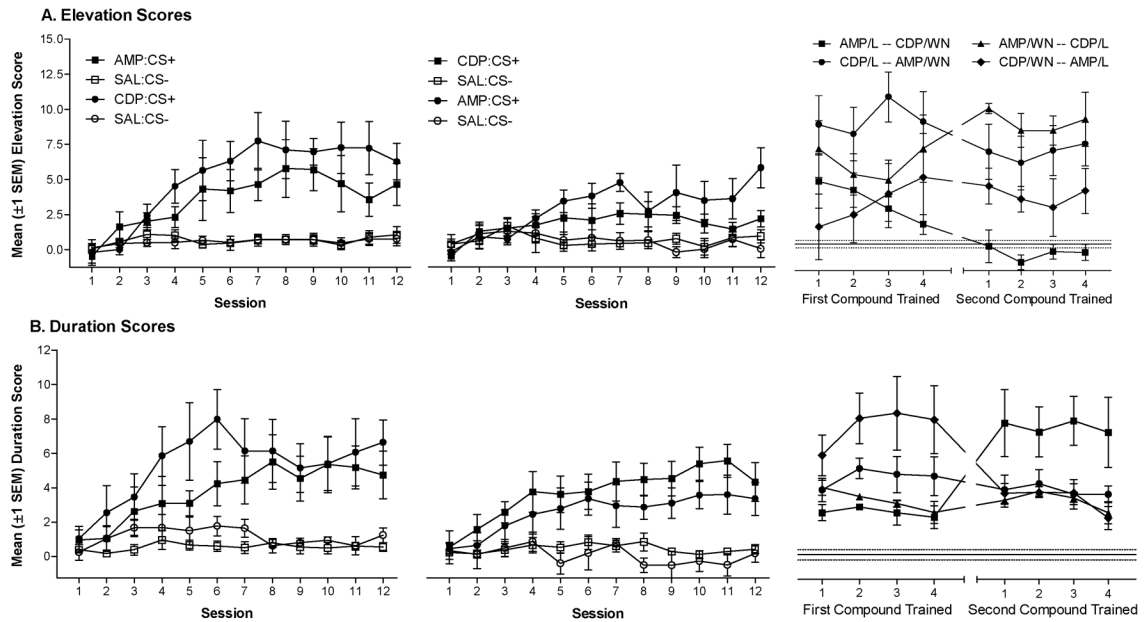 A. Elevation Scores
Mean (±1 SEM) Elevation Score
15.0
12.5
10.0
7.5
5.0
2.5
0.0
AMP:CS+
SAL:CS-
CDP:CS+
SAL:CS-
1 2 3 4 5 6 7 8 9 10 11 12
Session
CDP:CS+
SAL:CS-
AMP:CS+
SAL:CS-
1 2 3 4 5 6 7 8 9 10 11 12
Session
AMP/L -- CDP/WN
CDP/L -- AMP/WN
AMP/WN -- CDP/L
CDP/WN -- AMP/L
1 2 3 4 1 2 3 4
First Compound Trained Second Compound Trained
B. Duration Scores
Mean (±1 SEM) Duration Score
12
10
8
6
4
2
0
1 2 3 4 5 6 7 8 9 10 11 12
Session
1 2 3 4 5 6 7 8 9 10 11 12
Session
1 2 3 4 1 2 3 4
First Compound Trained Second Compound Trained